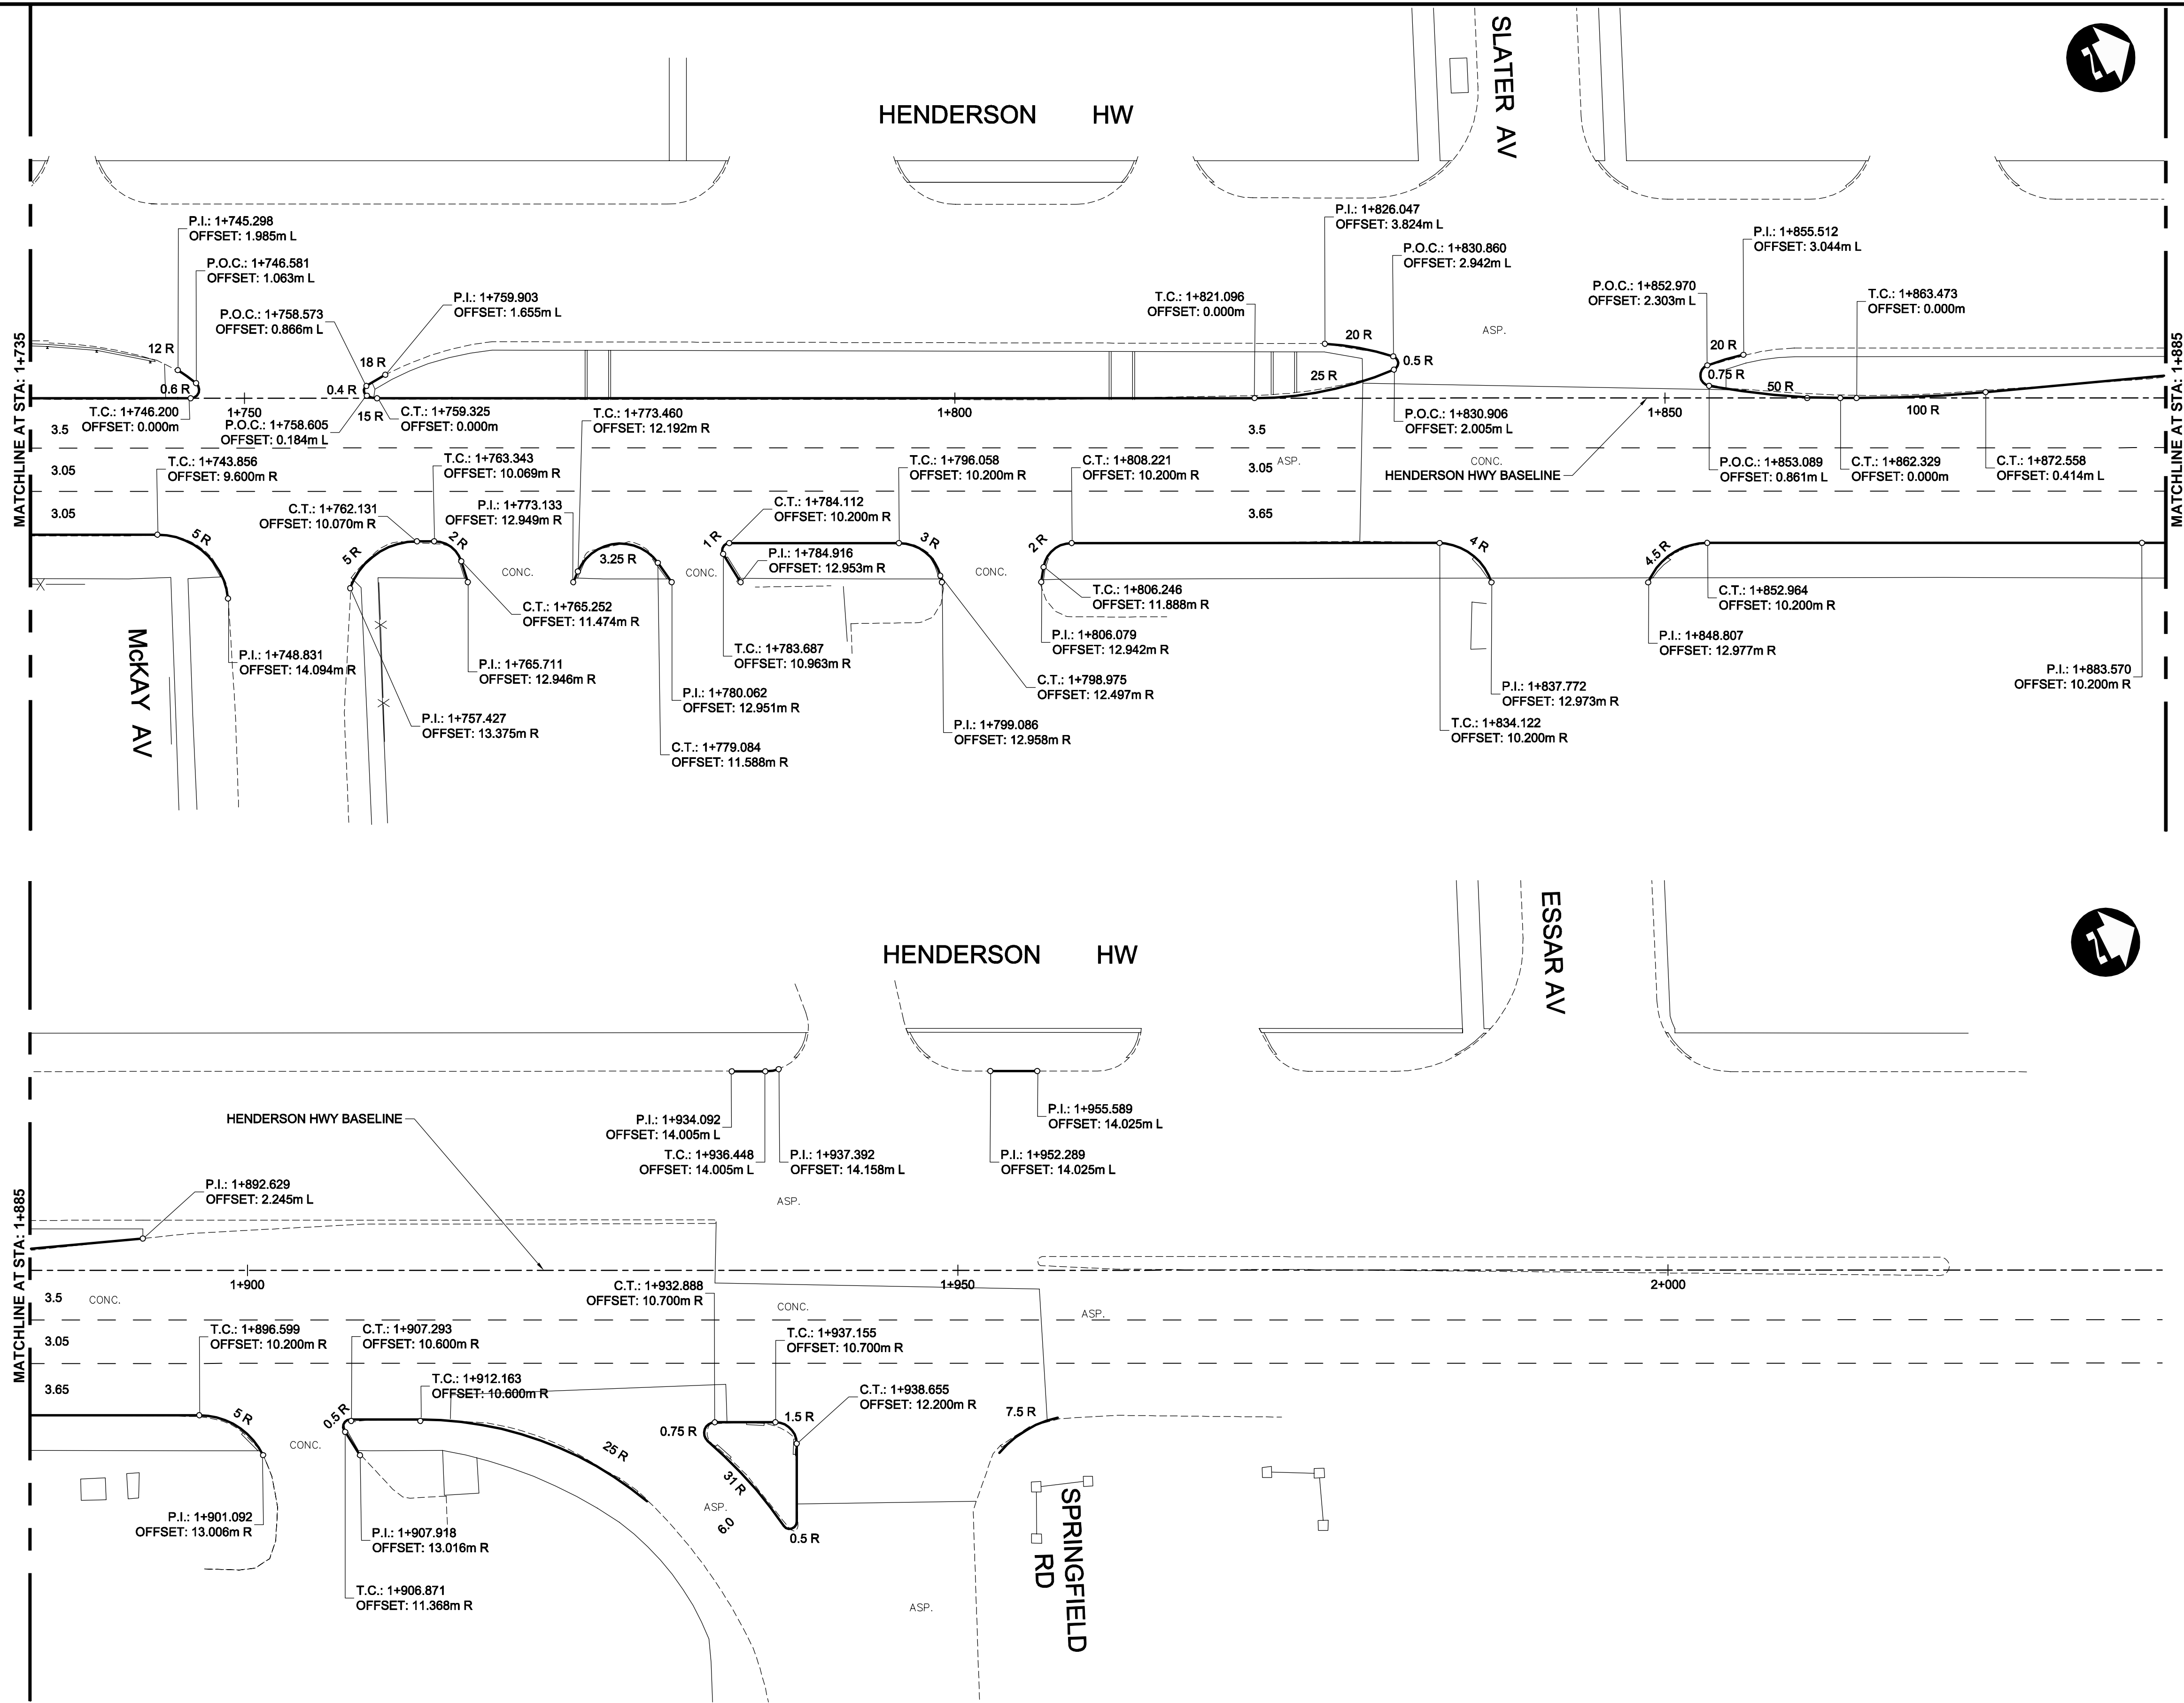 SLATER AV
HENDERSON HW
P.I.: 1+745.298
OFFSET: 1.985m L
P.O.C.: 1+746.581
OFFSET: 1.063m L
P.O.C.: 1+758.573
OFFSET: 0.866m L
P.I.: 1+759.903
OFFSET: 1.655m L
T.C.: 1+821.096
OFFSET: 0.000m
P.I.: 1+826.047
OFFSET: 3.824m L
P.O.C.: 1+830.860
OFFSET: 2.942m L
P.O.C.: 1+852.970
OFFSET: 2.303m L
P.I.: 1+855.512
OFFSET: 3.044m L
T.C.: 1+863.473
OFFSET: 0.000m
ASP.
MATCHLINE AT STA: 1+735
MATCHLINE AT STA: 1+885
12 R
0.6 R
18 R
0.4 R
15 R
20 R
0.5 R
25 R
20 R
0.75 R
50 R
100 R
T.C.: 1+746.200
OFFSET: 0.000m
1+750
P.O.C.: 1+758.605
OFFSET: 0.184m L
C.T.: 1+759.325
OFFSET: 0.000m
T.C.: 1+773.460
OFFSET: 12.192m R
1+800
P.O.C.: 1+830.906
OFFSET: 2.005m L
1+850
3.5
3.05
3.05
3.5
3.05
3.65
ASP.
CONC.
HENDERSON HWY BASELINE
T.C.: 1+743.856
OFFSET: 9.600m R
C.T.: 1+762.131
OFFSET: 10.070m R
T.C.: 1+763.343
OFFSET: 10.069m R
P.I.: 1+773.133
OFFSET: 12.949m R
C.T.: 1+784.112
OFFSET: 10.200m R
T.C.: 1+796.058
OFFSET: 10.200m R
C.T.: 1+808.221
OFFSET: 10.200m R
P.O.C.: 1+853.089
OFFSET: 0.861m L
C.T.: 1+862.329
OFFSET: 0.000m
C.T.: 1+872.558
OFFSET: 0.414m L
5 R
5 R
2 R
3.25 R
1 R
3 R
2 R
4 R
4.5 R
CONC.
CONC.
CONC.
P.I.: 1+784.916
OFFSET: 12.953m R
C.T.: 1+765.252
OFFSET: 11.474m R
T.C.: 1+806.246
OFFSET: 11.888m R
C.T.: 1+852.964
OFFSET: 10.200m R
McKAY AV
P.I.: 1+748.831
OFFSET: 14.094m R
P.I.: 1+765.711
OFFSET: 12.946m R
T.C.: 1+783.687
OFFSET: 10.963m R
P.I.: 1+806.079
OFFSET: 12.942m R
P.I.: 1+848.807
OFFSET: 12.977m R
P.I.: 1+883.570
OFFSET: 10.200m R
P.I.: 1+780.062
OFFSET: 12.951m R
C.T.: 1+798.975
OFFSET: 12.497m R
P.I.: 1+837.772
OFFSET: 12.973m R
P.I.: 1+757.427
OFFSET: 13.375m R
P.I.: 1+799.086
OFFSET: 12.958m R
T.C.: 1+834.122
OFFSET: 10.200m R
C.T.: 1+779.084
OFFSET: 11.588m R
ESSAR AV
HENDERSON HW
HENDERSON HWY BASELINE
P.I.: 1+934.092
OFFSET: 14.005m L
P.I.: 1+955.589
OFFSET: 14.025m L
T.C.: 1+936.448
OFFSET: 14.005m L
P.I.: 1+937.392
OFFSET: 14.158m L
P.I.: 1+952.289
OFFSET: 14.025m L
P.I.: 1+892.629
OFFSET: 2.245m L
ASP.
MATCHLINE AT STA: 1+885
1+900
1+950
2+000
C.T.: 1+932.888
OFFSET: 10.700m R
3.5
CONC.
CONC.
ASP.
3.05
3.65
T.C.: 1+896.599
OFFSET: 10.200m R
C.T.: 1+907.293
OFFSET: 10.600m R
T.C.: 1+937.155
OFFSET: 10.700m R
T.C.: 1+912.163
OFFSET: 10.600m R
C.T.: 1+938.655
OFFSET: 12.200m R
5 R
0.5 R
25 R
0.75 R
1.5 R
7.5 R
31 R
CONC.
ASP.
6.0
0.5 R
P.I.: 1+901.092
OFFSET: 13.006m R
P.I.: 1+907.918
OFFSET: 13.016m R
T.C.: 1+906.871
OFFSET: 11.368m R
SPRINGFIELD
RD
ASP.